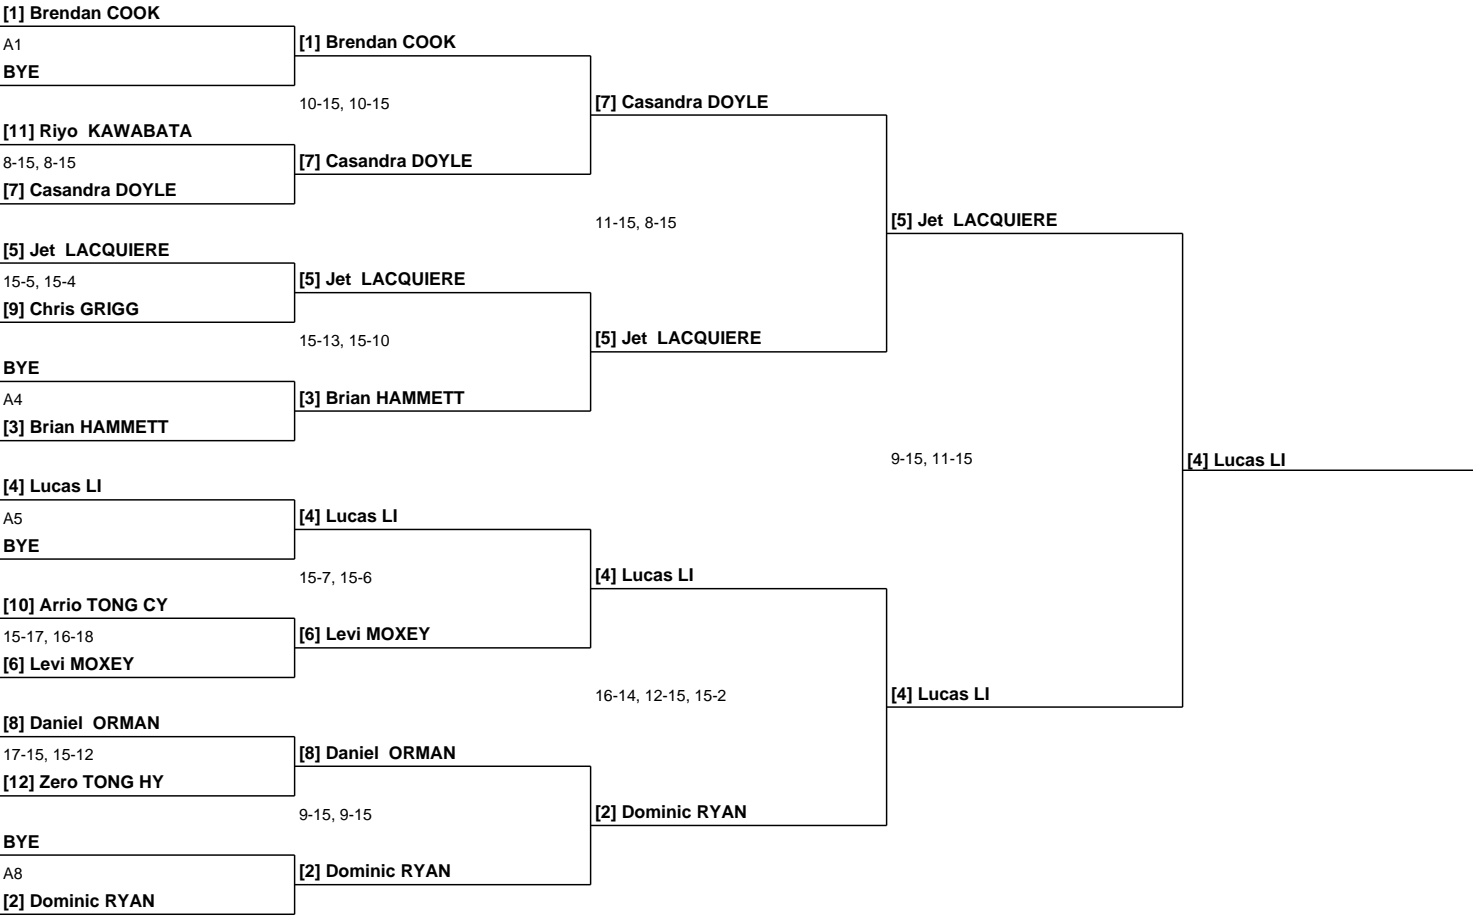 [1] Brendan COOK
A1
BYE
[11] Riyo KAWABATA
8-15, 8-15
[7] Casandra DOYLE
[5] Jet LACQUIERE
15-5, 15-4
[9] Chris GRIGG
BYE
A4
[3] Brian HAMMETT
[4] Lucas LI
A5
BYE
[10] Arrio TONG CY
15-17, 16-18
[6] Levi MOXEY
[8] Daniel ORMAN
17-15, 15-12
[12] Zero TONG HY
BYE
A8
[2] Dominic RYAN
[1] Brendan COOK
10-15, 10-15
[7] Casandra DOYLE
[5] Jet LACQUIERE
15-13, 15-10
[3] Brian HAMMETT
[4] Lucas LI
15-7, 15-6
[6] Levi MOXEY
[8] Daniel ORMAN
9-15, 9-15
[2] Dominic RYAN
[7] Casandra DOYLE
11-15, 8-15
[5] Jet LACQUIERE
[4] Lucas LI
16-14, 12-15, 15-2
[2] Dominic RYAN
[5] Jet LACQUIERE
9-15, 11-15
[4] Lucas LI
[4] Lucas LI